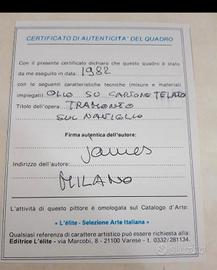 CERTIFICATO DI AUTENTICITA' DEL QUADRO
Con il presente certificato dichiaro che questo quadro è stato
da me eseguito in data: 1982
con le seguenti caratteristiche tecniche (misure e materiali
impiegati) OLIO SU CARTONE TELATO
Titolo dell'opera: TRAMONTO
SUL NAVIGLIO
Firma autentica dell'autore:
James
Indirizzo dell'autore:
MILANO
L'attività di questo pittore è omologata sul Catalogo d'Arte:
« L'élite - Selezione Arte Italiana »
Qualsiasi referenza di carattere artistico può essere richiesta alla:
Editrice L'élite - via Marcobi, 8 - 21100 Varese - t. 0332/281134.